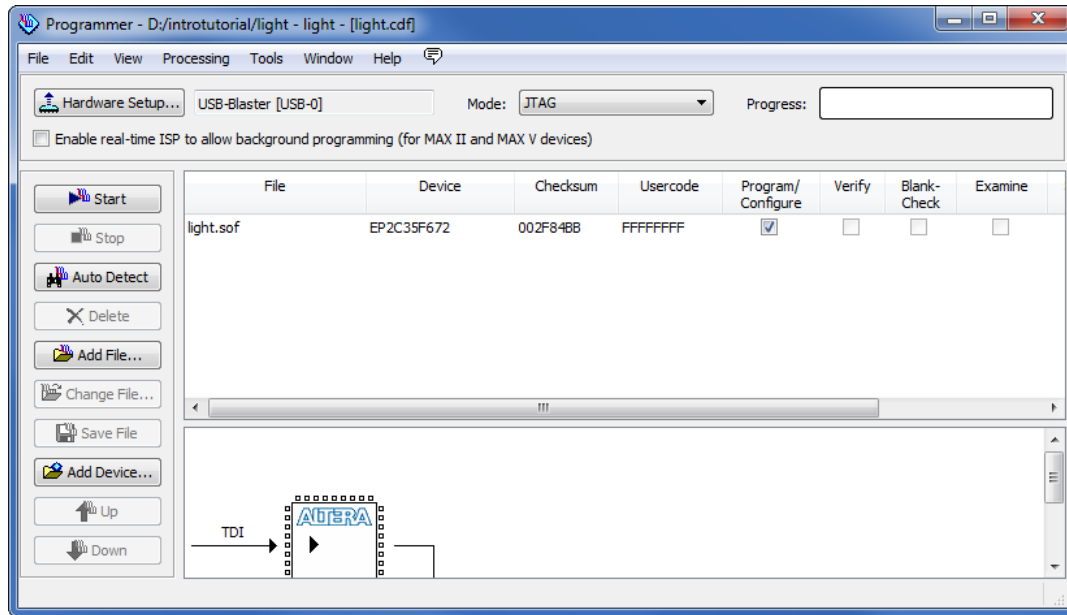 Programmer - D:/introtutorial/light - light - [light.cdf]
File Edit View Processing Tools Window Help
Hardware Setup... USB-Blaster [USB-0] Mode: JTAG Progress:
Enable real-time ISP to allow background programming (for MAX II and MAX V devices)
File Device Checksum Usercode Program/ Configure Verify Blank- Check Examine
light.sof EP2C35F672 002F84BB FFFFFFFF
Start
Stop
Auto Detect
Delete
Add File...
Change File...
Save File
Add Device...
Up
Down
ALTERA
TDI